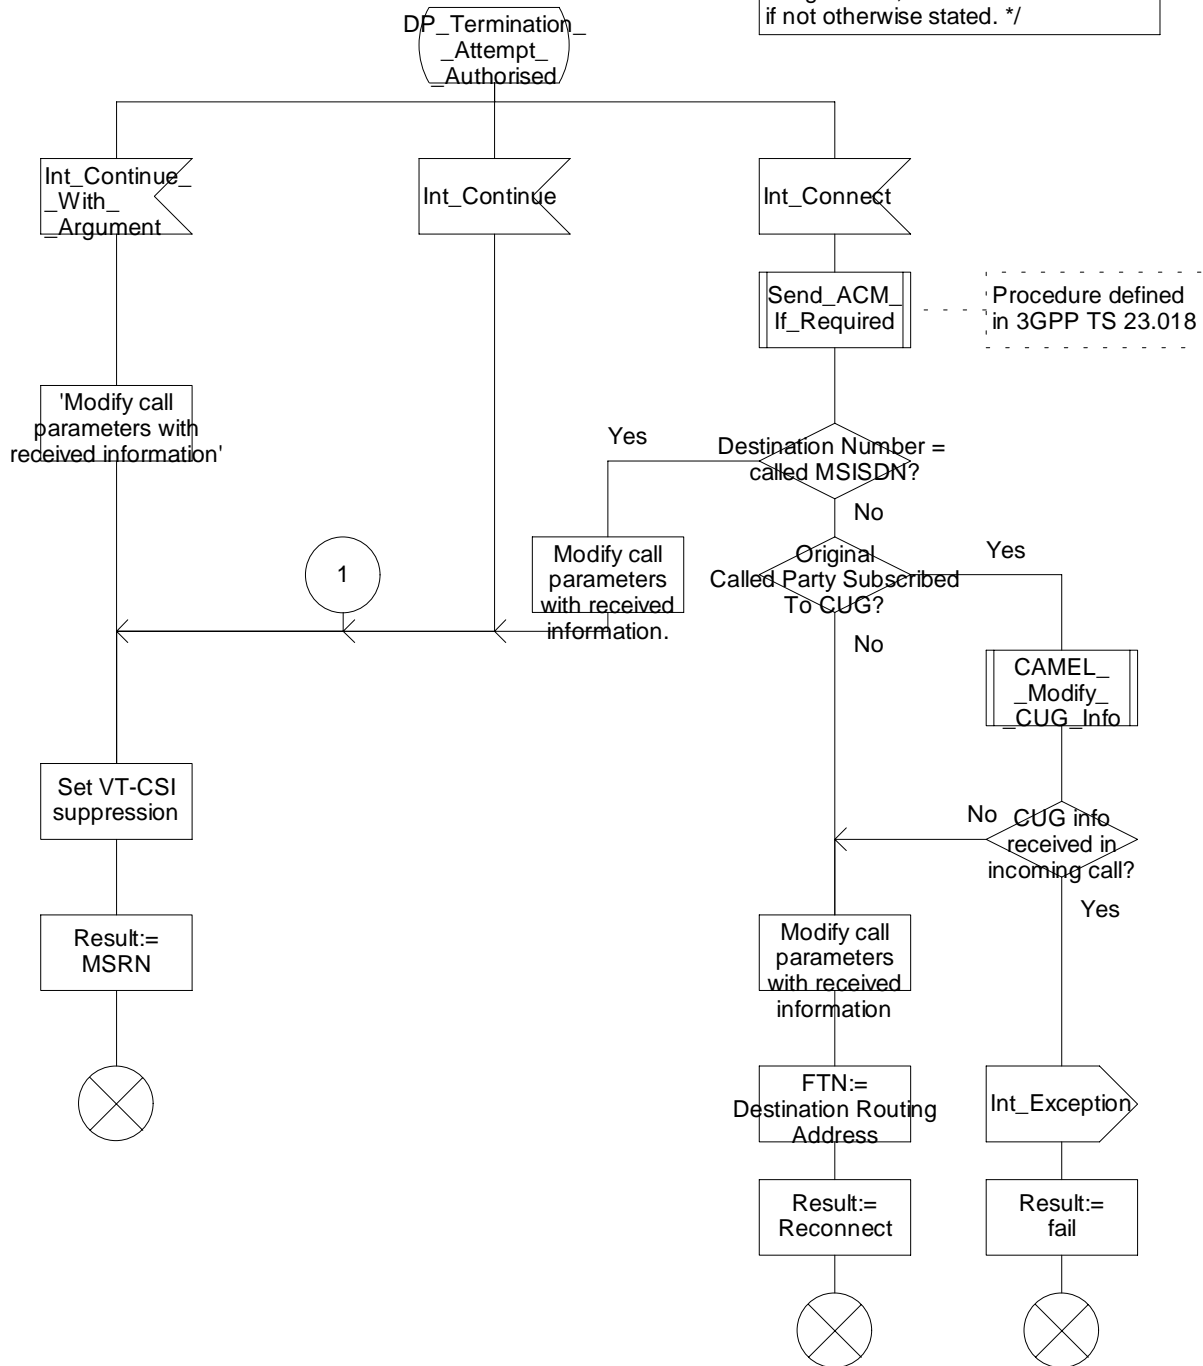 if not otherwise stated. */
DP_Termination_
_Attempt_
_Authorised
Int_Continue_
_With_
_Argument
Int_Continue
Int_Connect
Send_ACM_
If_Required
Procedure defined
in 3GPP TS 23.018
'Modify call
parameters with
received information'
Yes
Destination Number =
called MSISDN?
No
1
Modify call
parameters
with received
information.
Original
Called Party Subscribed
To CUG?
Yes
No
CAMEL_
_Modify_
_CUG_Info
Set VT-CSI
suppression
No
CUG info
received in
incoming call?
Yes
Result:=
MSRN
Modify call
parameters
with received
information
FTN:=
Destination Routing
Address
Int_Exception
Result:=
Reconnect
Result:=
fail